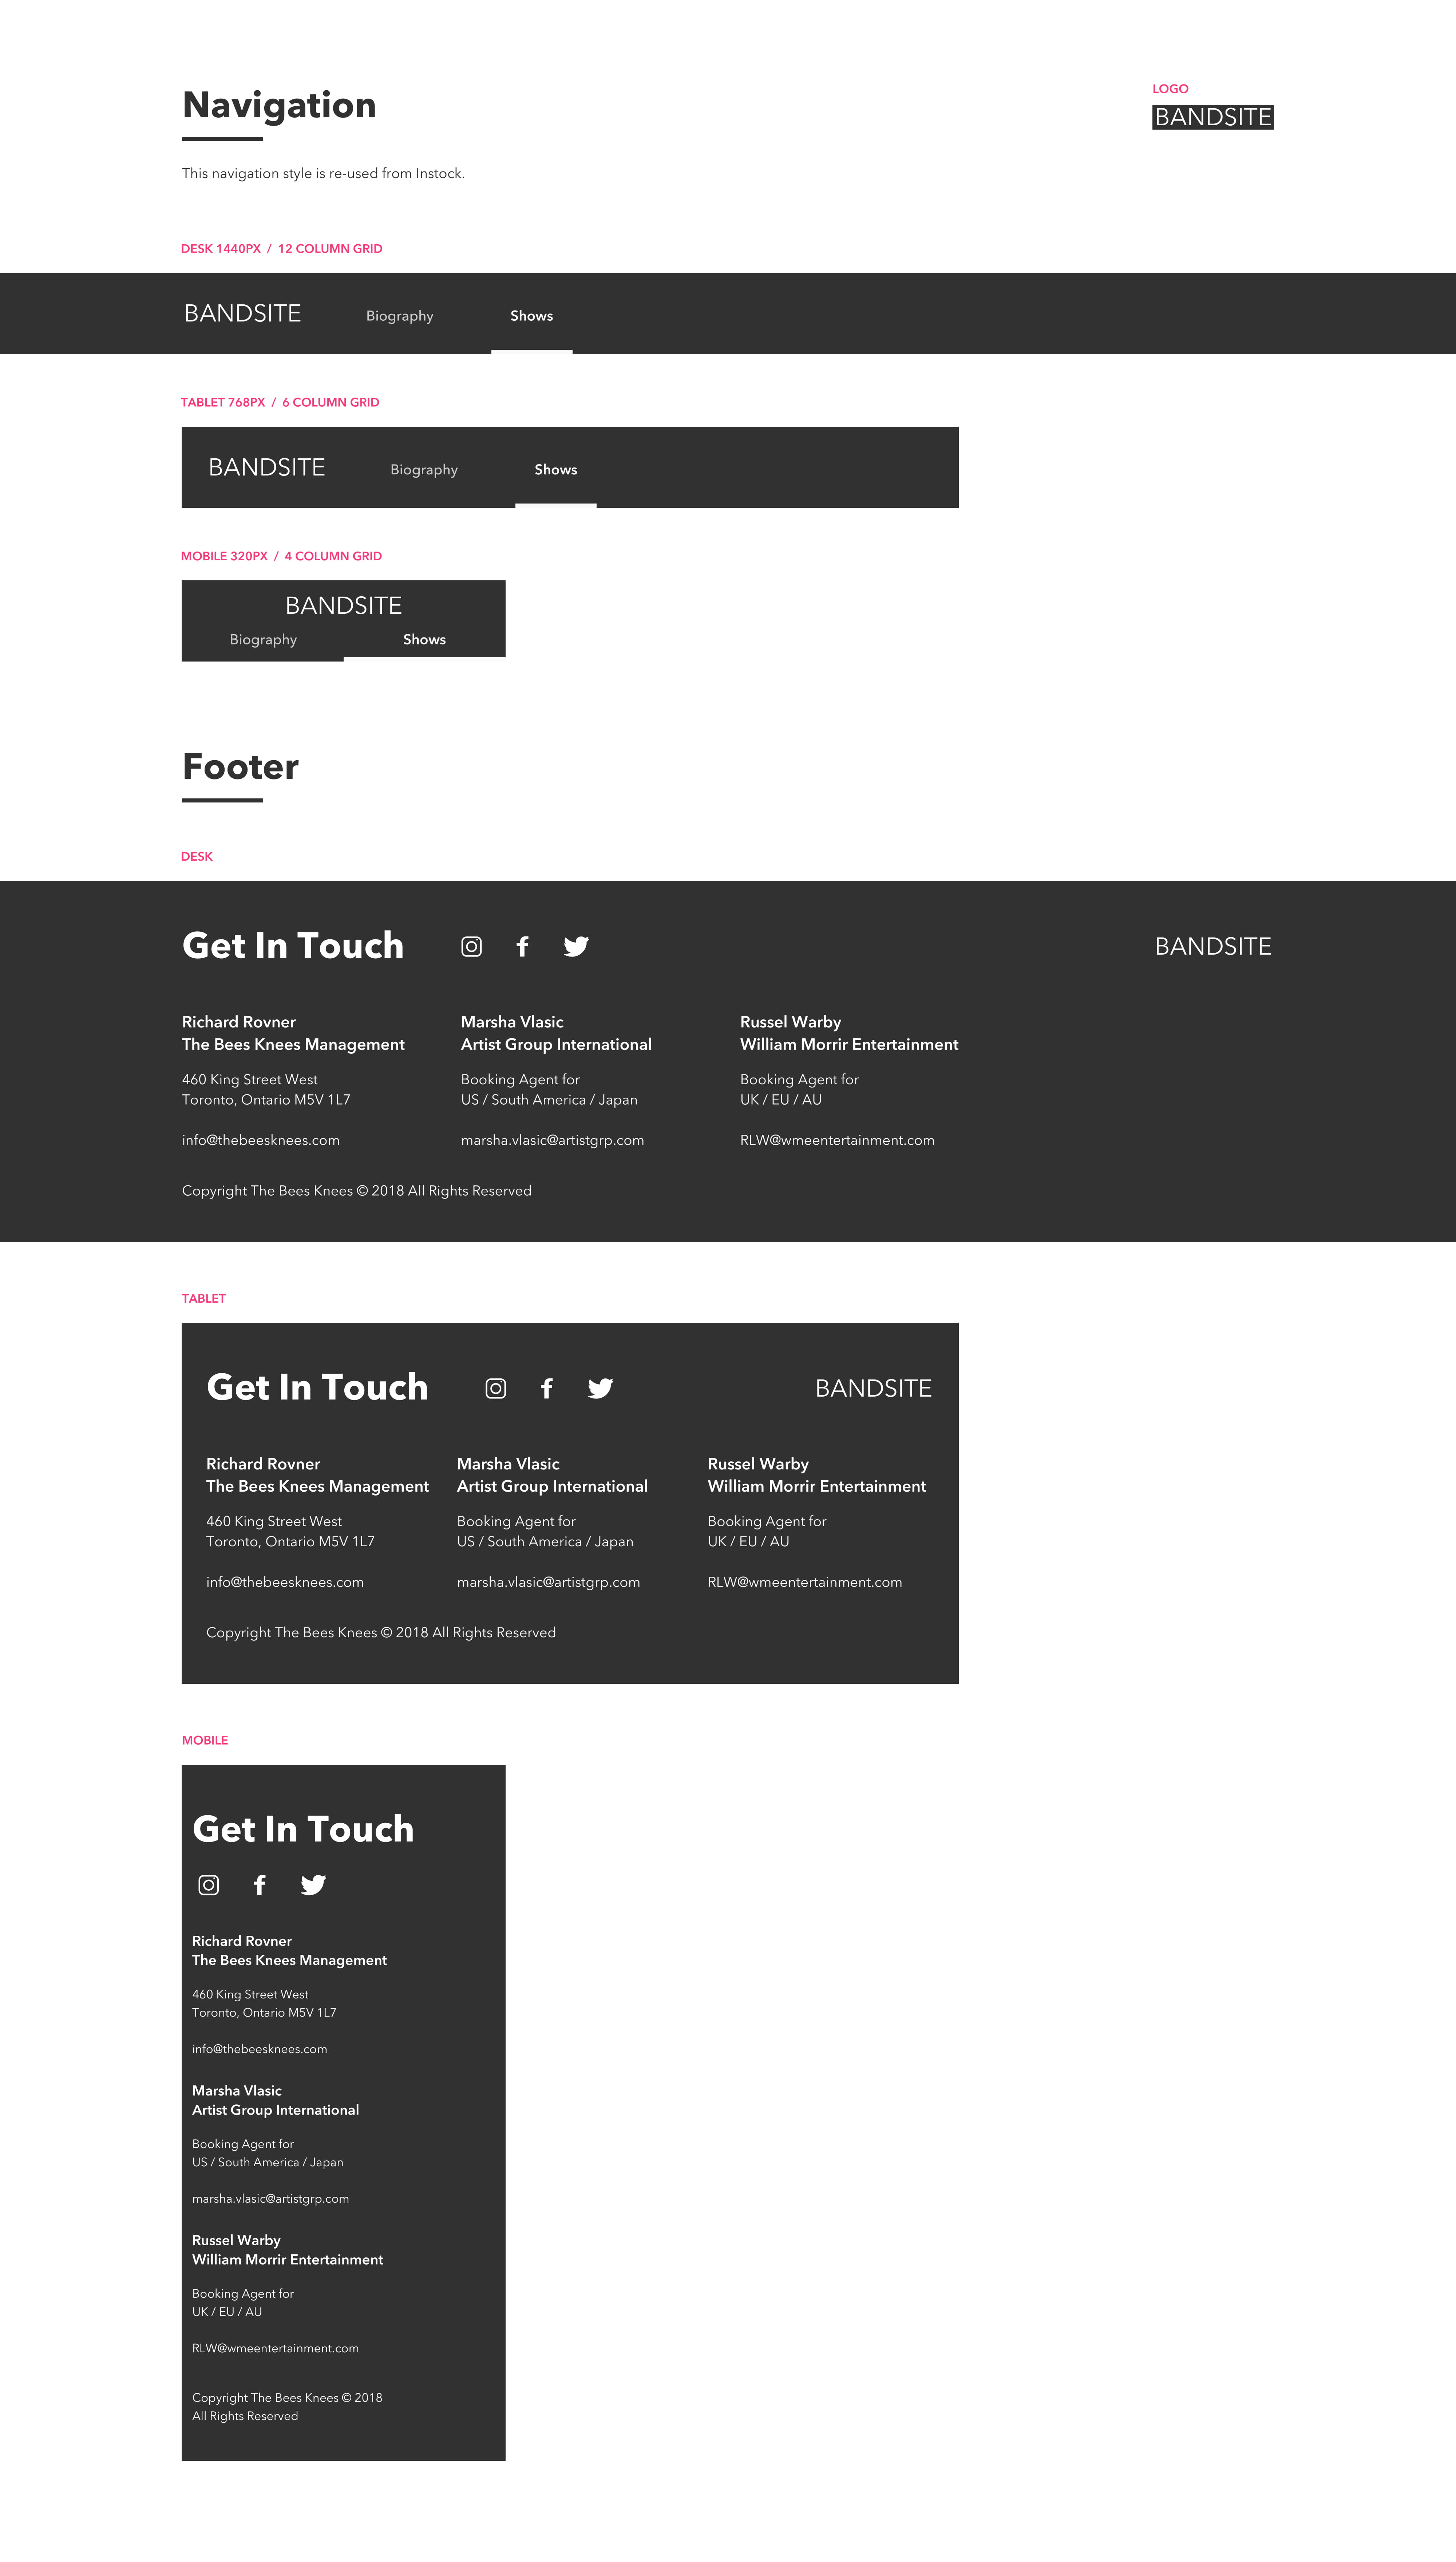 Navigation
LOGO
BANDSITE
This navigation style is re-used from Instock.
DESK 1440PX / 12 COLUMN GRID
BANDSITE Biography Shows
TABLET 768PX / 6 COLUMN GRID
BANDSITE Biography Shows
MOBILE 320PX / 4 COLUMN GRID
BANDSITE
Biography Shows
Footer
DESK
Get In Touch BANDSITE
Richard Rovner
The Bees Knees Management
460 King Street West
Toronto, Ontario M5V 1L7
info@thebeesknees.com
Marsha Vlasic
Artist Group International
Booking Agent for
US / South America / Japan
marsha.vlasic@artistgrp.com
Russel Warby
William Morrir Entertainment
Booking Agent for
UK / EU / AU
RLW@wmeentertainment.com
Copyright The Bees Knees © 2018 All Rights Reserved
TABLET
Get In Touch BANDSITE
Richard Rovner
The Bees Knees Management
460 King Street West
Toronto, Ontario M5V 1L7
info@thebeesknees.com
Marsha Vlasic
Artist Group International
Booking Agent for
US / South America / Japan
marsha.vlasic@artistgrp.com
Russel Warby
William Morrir Entertainment
Booking Agent for
UK / EU / AU
RLW@wmeentertainment.com
Copyright The Bees Knees © 2018 All Rights Reserved
MOBILE
Get In Touch
Richard Rovner
The Bees Knees Management
460 King Street West
Toronto, Ontario M5V 1L7
info@thebeesknees.com
Marsha Vlasic
Artist Group International
Booking Agent for
US / South America / Japan
marsha.vlasic@artistgrp.com
Russel Warby
William Morrir Entertainment
Booking Agent for
UK / EU / AU
RLW@wmeentertainment.com
Copyright The Bees Knees © 2018
All Rights Reserved